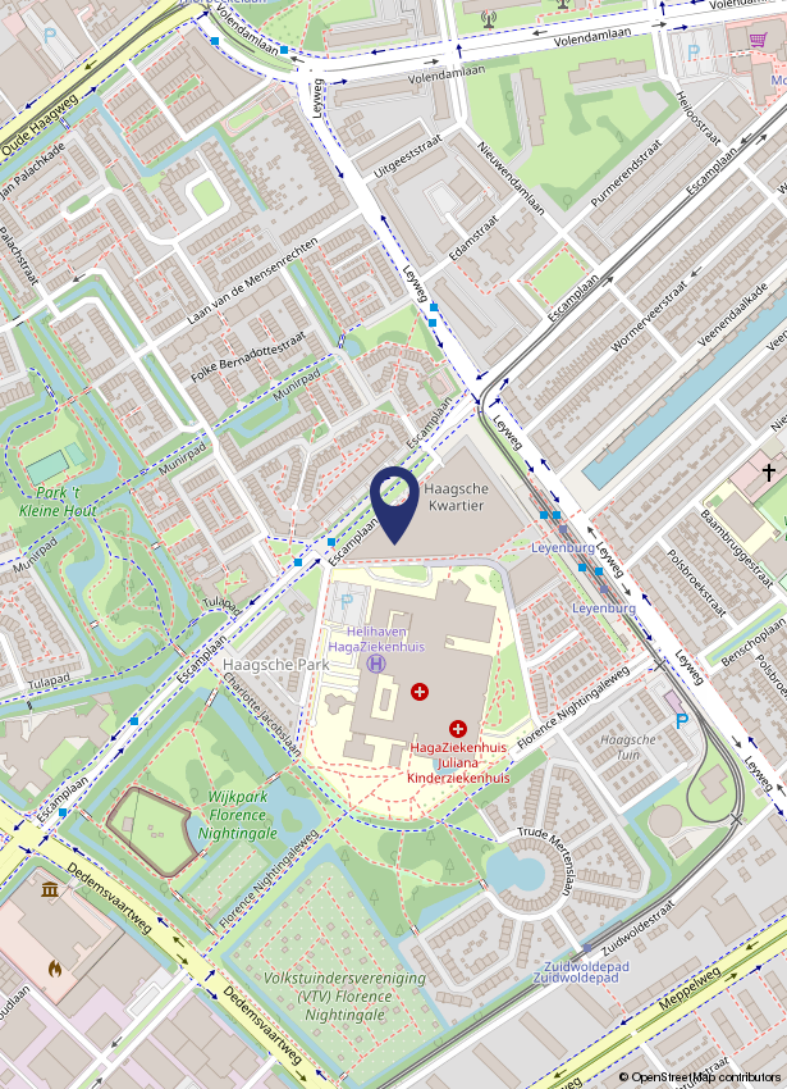 Volendamlaan
Volendamlaan
Volendamlaan
Leyweg
Oude Haagweg
Jan Palachkade
Palachstraat
Uitgeeststraat
Nieuwendamlaan
Heiloostraat
Purmerendstraat
Escamplaan
Edamstraat
Laan van de Mensenrechten
Leyweg
Escamplaan
Wormerveerstraat
Veenendaalkade
Folke Bernadottestraat
Munirpad
Escamplaan
Leyweg
Munirpad
Park 't
Kleine Hout
Haagsche
Kwartier
Escamplaan
Munirpad
Leyenburg
Leyweg
Baambruggestraat
Polsbroekstraat
Leyenburg
Tulapad
P
Helihaven
HagaZiekenhuis
H
Benschoplaan
Escamplaan
Haagsche Park
Charlotte Jacobslaan
Tulapad
Leyweg
Florence Nightingaleweg
P
HagaZiekenhuis
Juliana
Kinderziekenhuis
Haagsche
Tuin
Leyweg
Escamplaan
Wijkpark
Florence
Nightingale
Trude Mertenslaan
Florence Nightingaleweg
Dedemsvaartweg
Zuidwoldestraat
Zuidwoldepad
Zuidwoldepad
Volkstuindersvereniging
(VTV) Florence
Nightingale
Meppelweg
Dedemsvaartweg
© OpenStreetMap contributors